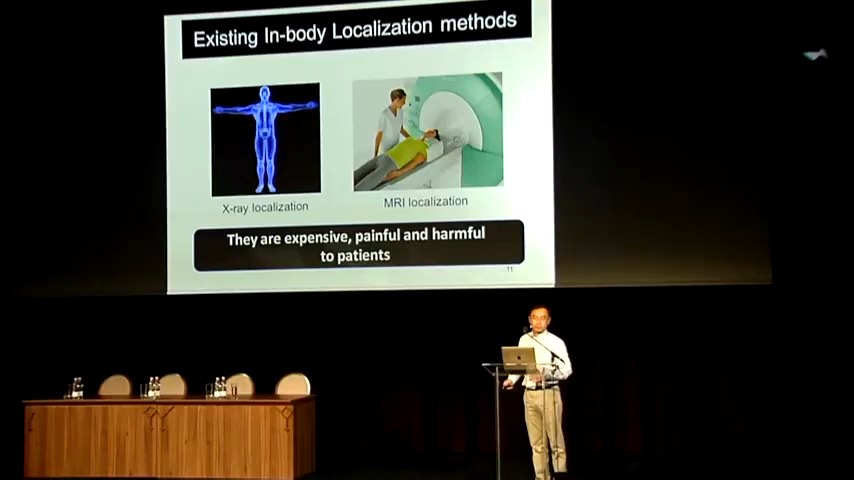 Existing In-body Localization methods
X-ray localization
MRI localization
They are expensive, painful and harmful
to patients
11